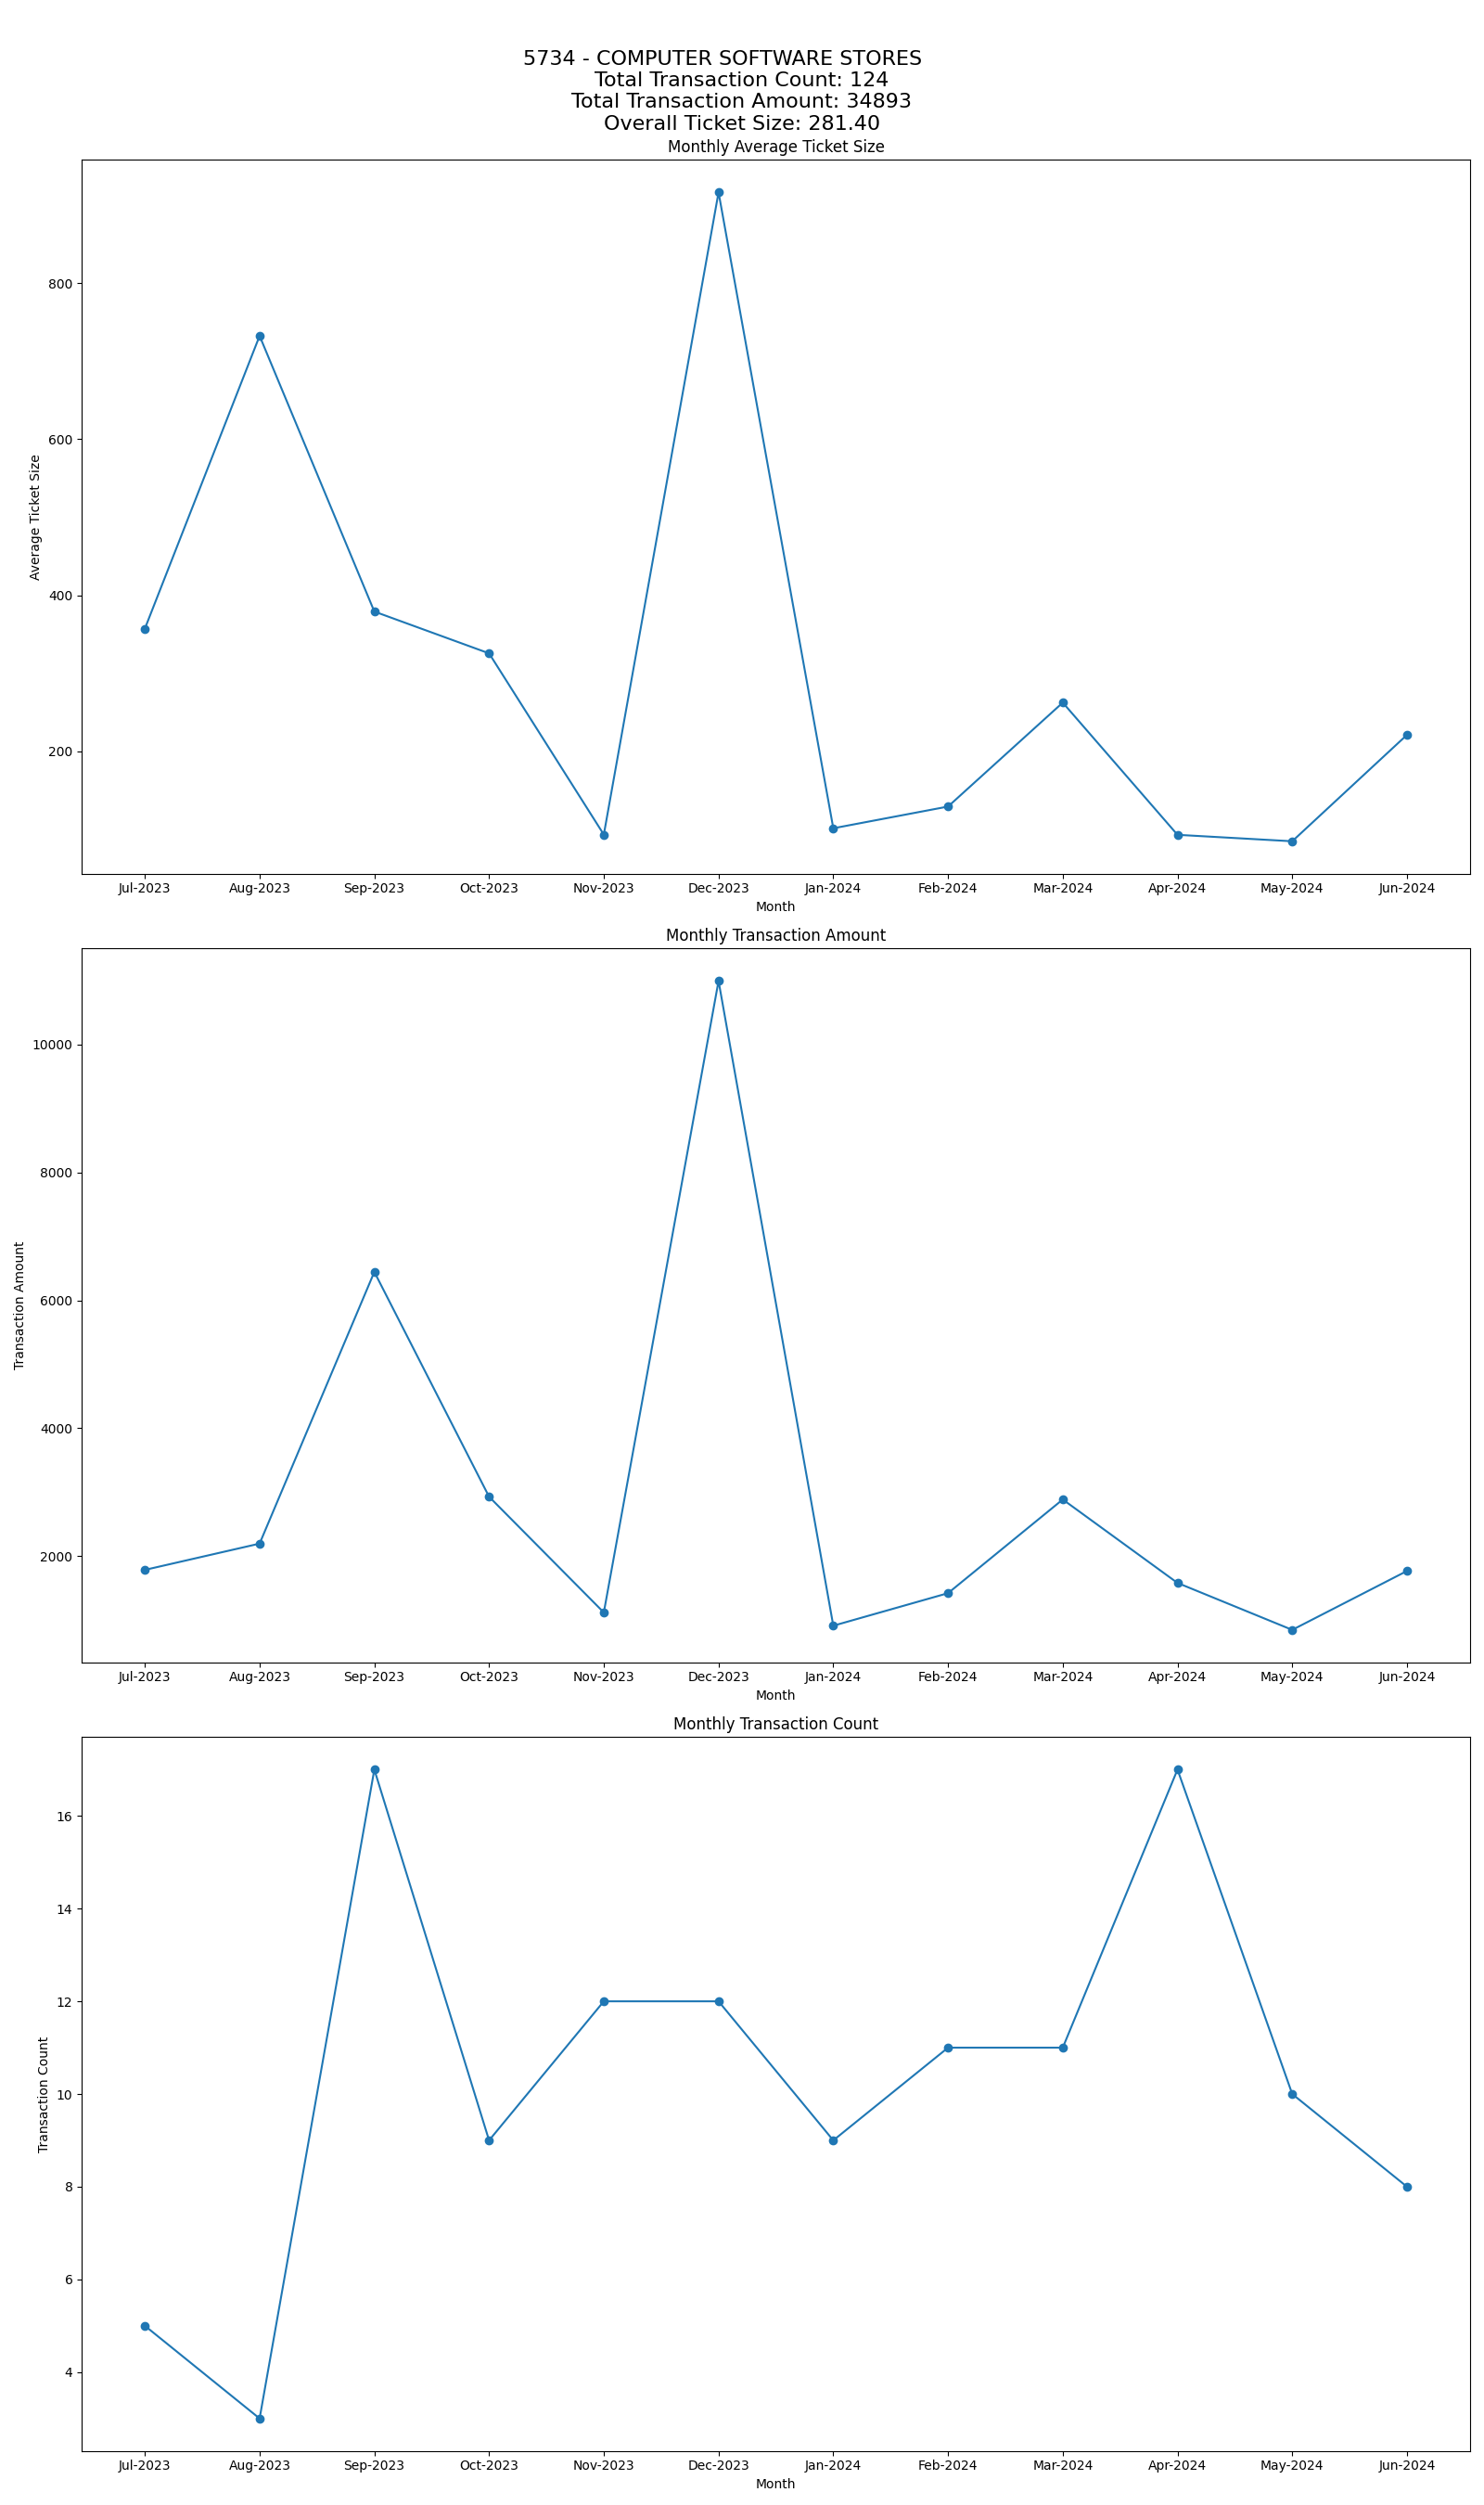 5734 - COMPUTER SOFTWARE STORES
Total Transaction Count: 124
Total Transaction Amount: 34893
Overall Ticket Size: 281.40
Monthly Average Ticket Size
800
600
400
200
Average Ticket Size
Jul-2023 Aug-2023 Sep-2023 Oct-2023 Nov-2023 Dec-2023 Jan-2024 Feb-2024 Mar-2024 Apr-2024 May-2024 Jun-2024
Month
Monthly Transaction Amount
10000
8000
6000
4000
2000
Transaction Amount
Jul-2023 Aug-2023 Sep-2023 Oct-2023 Nov-2023 Dec-2023 Jan-2024 Feb-2024 Mar-2024 Apr-2024 May-2024 Jun-2024
Month
Monthly Transaction Count
16
14
12
10
8
6
4
Transaction Count
Jul-2023 Aug-2023 Sep-2023 Oct-2023 Nov-2023 Dec-2023 Jan-2024 Feb-2024 Mar-2024 Apr-2024 May-2024 Jun-2024
Month